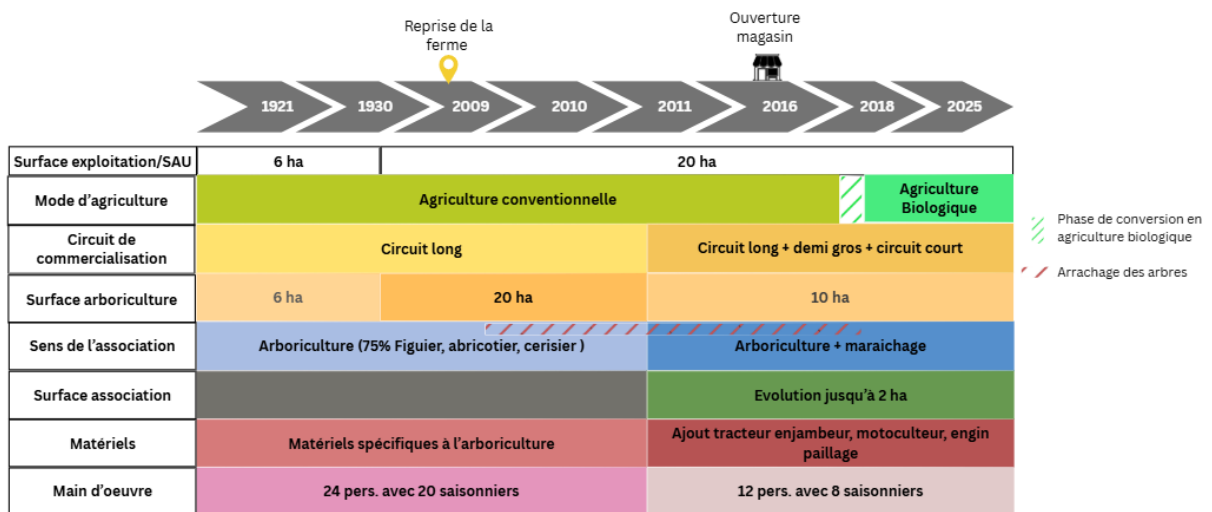 Reprise de la
ferme
Ouverture
magasin
1921
1930
2009
2010
2011
2016
2018
2025
Surface exploitation/SAU
6 ha
20 ha
Mode d'agriculture
Agriculture conventionnelle
Agriculture
Biologique
Circuit de
commercialisation
Circuit long
Circuit long + demi gros + circuit court
Surface arboriculture
6 ha
20 ha
10 ha
Sens de l'association
Arboriculture (75% Figuier, abricotier, cerisier )
Arboriculture + maraichage
Surface association
Evolution jusqu'à 2 ha
Matériels
Matériels spécifiques à l'arboriculture
Ajout tracteur enjambeur, motoculteur, engin
paillage
Main d'oeuvre
24 pers. avec 20 saisonniers
12 pers. avec 8 saisonniers
Phase de conversion en
agriculture biologique
Arrachage des arbres